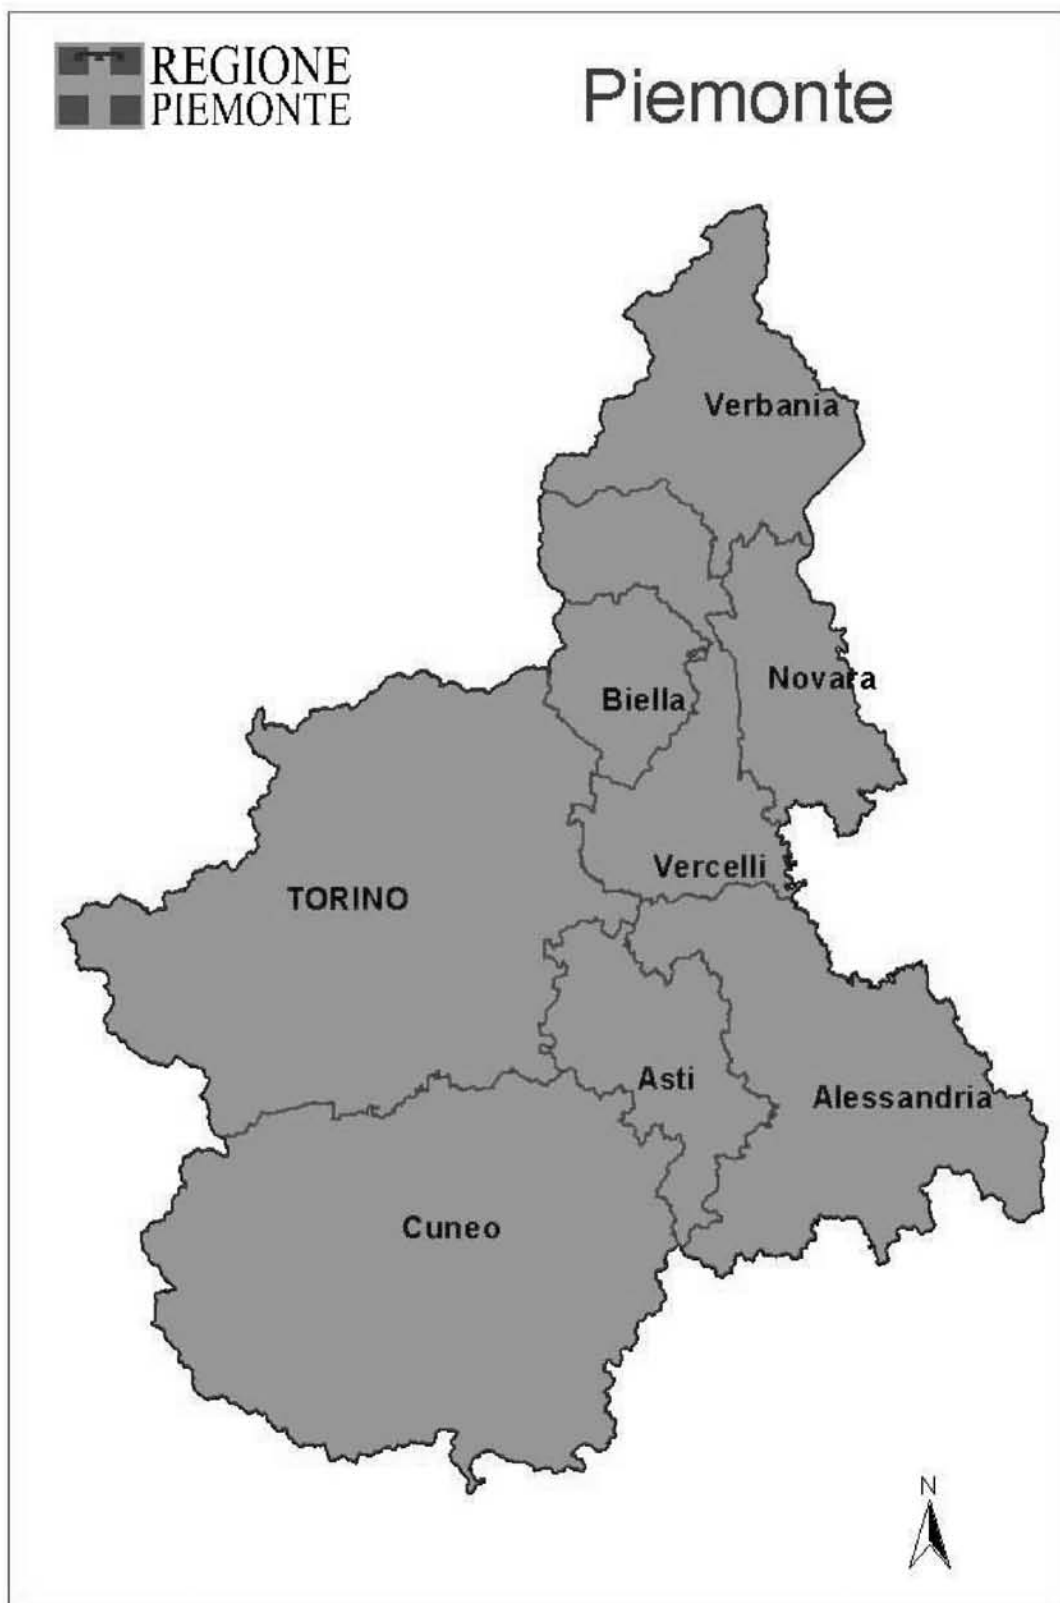 REGIONE
PIEMONTE
Piemonte
Verbania
Novara
Biella
Vercelli
TORINO
Asti
Alessandria
Cuneo
N